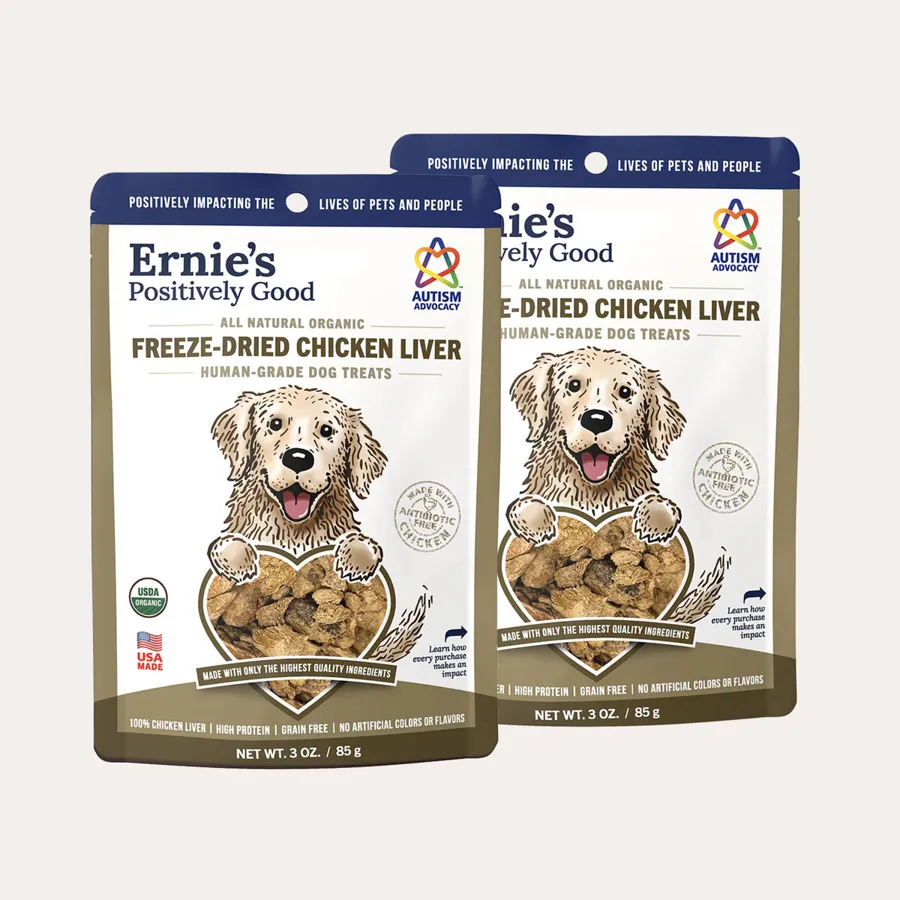 POSITIVELY IMPACTING THE LIVES OF PETS AND PEOPLE
Ernie's
Positively Good
AUTISM
ADVOCACY
ALL NATURAL ORGANIC
FREEZE-DRIED CHICKEN LIVER
HUMAN-GRADE DOG TREATS
MADE WITH
ANTIBIOTIC
FREE
CHICKEN
USDA
ORGANIC
USA
MADE
Learn how
every purchase
makes an
impact
MADE WITH ONLY THE HIGHEST QUALITY INGREDIENTS
100% CHICKEN LIVER | HIGH PROTEIN | GRAIN FREE | NO ARTIFICIAL COLORS OR FLAVORS
NET WT. 3 OZ. / 85 g
POSITIVELY IMPACTING THE LIVES OF PETS AND PEOPLE
nie's
vely Good
AUTISM
ADVOCACY
ALL NATURAL ORGANIC
E-DRIED CHICKEN LIVER
HUMAN-GRADE DOG TREATS
MADE WITH
ANTIBIOTIC
FREE
CHICKEN
Learn how
every purchase
makes an
impact
MADE WITH ONLY THE HIGHEST QUALITY INGREDIENTS
ER | HIGH PROTEIN | GRAIN FREE | NO ARTIFICIAL COLORS OR FLAVORS
NET WT. 3 OZ. / 85 g